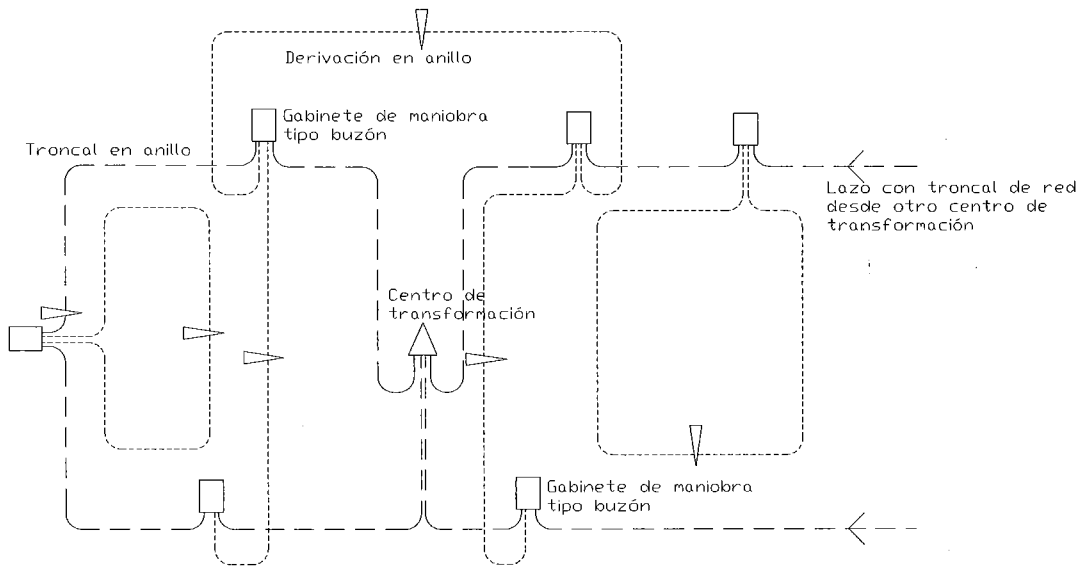 Derivación en anillo
Gabinete de maniobra
tipo buzón
Troncal en anillo
Lazo con troncal de red
desde otro centro de
transformación
Centro de
transformación
Gabinete de maniobra
tipo buzón